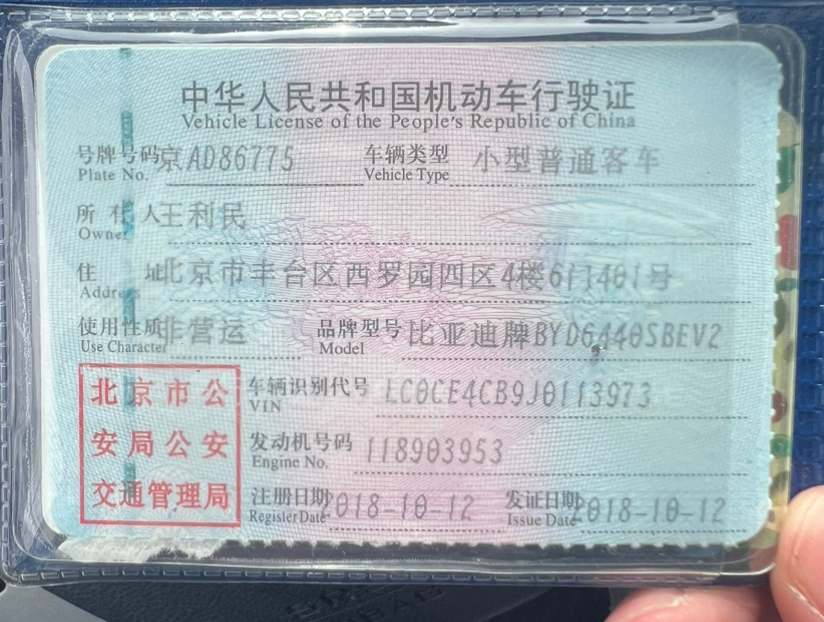 中华人民共和国机动车行驶证
Vehicle License of the People's Republic of China
号牌号码 京AD86775 车辆类型 小型普通客车
Plate No. Vehicle Type
所有人 王利民
Owner
住址 北京市丰台区西罗园四区4楼6门1401号
Address
使用性质 非营运 品牌型号 比亚迪牌BYD6440SBEV2
Use Character Model
北京市公 车辆识别代号 LC0CE4CB9J0113973
VIN
安局公安 发动机号码 118903953
Engine No.
交通管理局 注册日期 2018-10-12 发证日期 2018-10-12
Register Date Issue Date